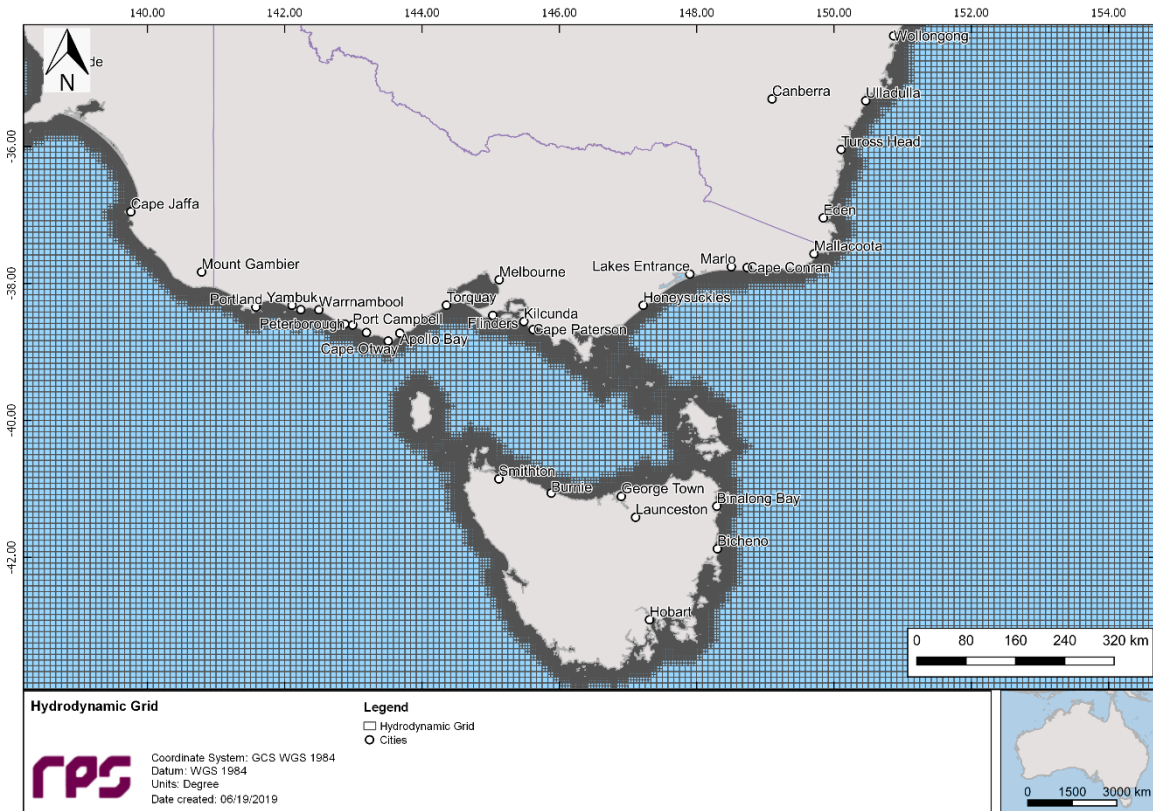 140.00 142.00 144.00 146.00 148.00 150.00 152.00 154.00
Wollongong
de
N
Canberra
Ulladulla
-36.00
Tuross Head
Cape Jaffa
Eden
Mallacoota
Mount Gambier
Melbourne
Lakes Entrance
Marlo
Cape Conran
-38.00
Portland
Yambuk
Warrnambool
Torquay
Honeysuckles
Peterborough
Port Campbell
Flinders
Kilcunda
Cape Paterson
Cape Otway
Apollo Bay
-40.00
Smithton
Burnie
George Town
Binalong Bay
Launceston
Bicheno
-42.00
Hobart
0 80 160 240 320 km
Hydrodynamic Grid
Legend
Hydrodynamic Grid
Cities
rps
Coordinate System: GCS WGS 1984
Datum: WGS 1984
Units: Degree
Date created: 06/19/2019
0 1500 3000 km